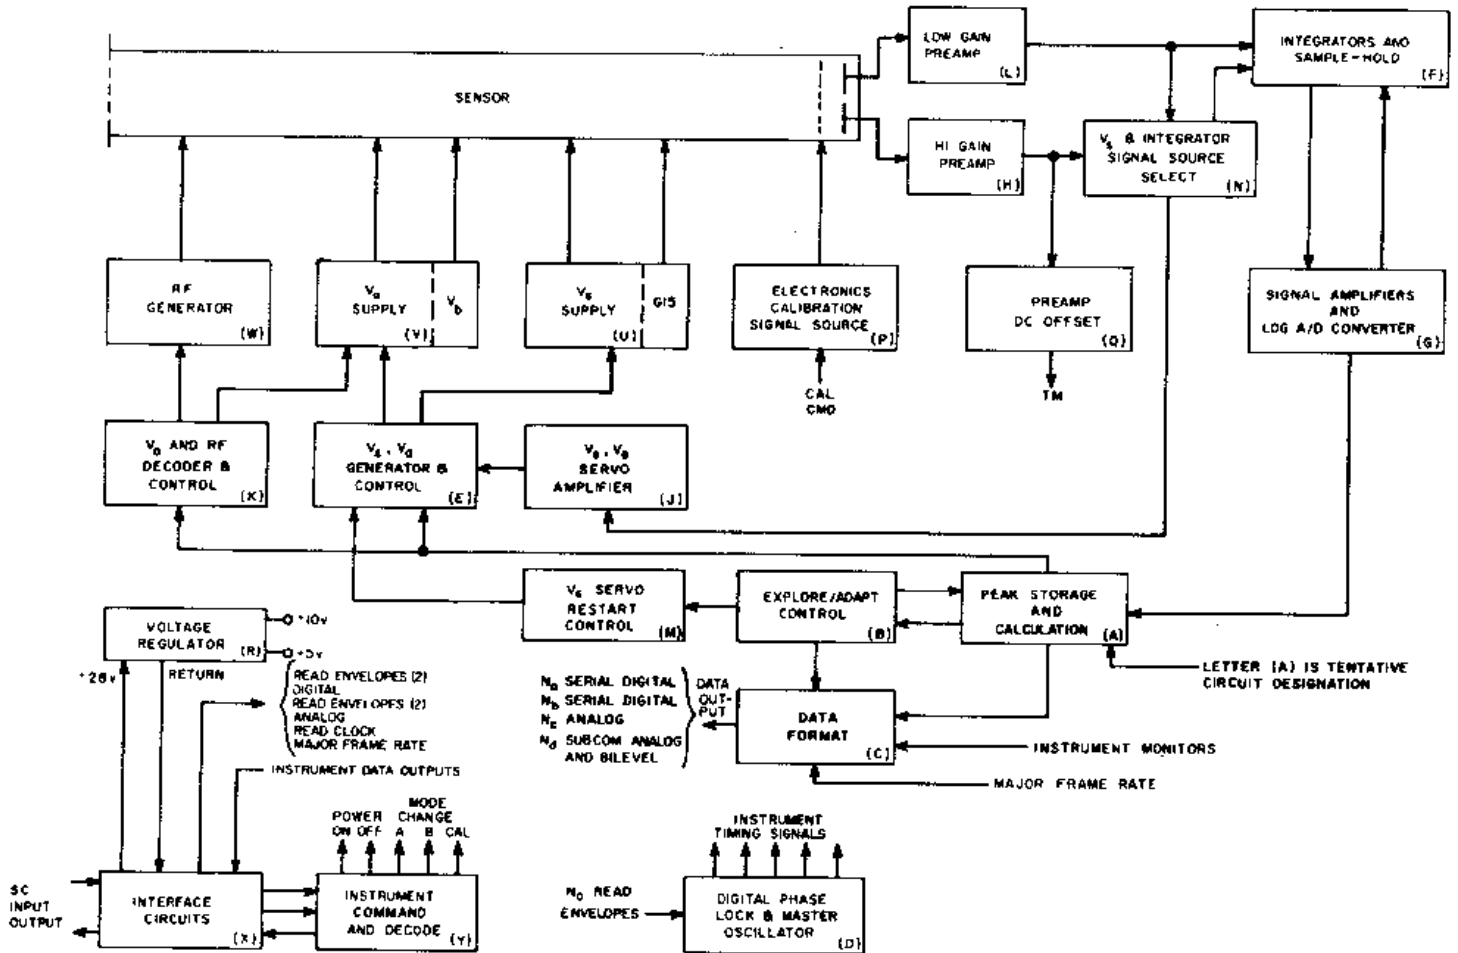 LOW GAIN
PREAMP
(L)
INTEGRATORS AND
SAMPLE-HOLD
(F)
SENSOR
HI GAIN
PREAMP
(H)
Vs & INTEGRATOR
SIGNAL SOURCE
SELECT
(N)
RF
GENERATOR
(W)
Va
SUPPLY
(V)
Vb
Vs
SUPPLY
(U)
GIS
ELECTRONICS
CALIBRATION
SIGNAL SOURCE
(P)
PREAMP
DC OFFSET
(Q)
SIGNAL AMPLIFIERS
AND
LOG A/D CONVERTER
(G)
CAL
CMD
TM
Va AND RF
DECODER &
CONTROL
(K)
Vs, Va
GENERATOR &
CONTROL
(E)
SERVO
AMPLIFIER
(J)
Vs SERVO
RESTART
CONTROL
(M)
EXPLORE/ADAPT
CONTROL
(B)
PEAK STORAGE
AND
CALCULATION
(A)
VOLTAGE
REGULATOR
(R)
+10V
+5V
+28V
RETURN
READ ENVELOPES (2)
DIGITAL
READ ENVELOPES (2)
ANALOG
READ CLOCK
MAJOR FRAME RATE
INSTRUMENT DATA OUTPUTS
Na SERIAL DIGITAL
Nb SERIAL DIGITAL
Nc ANALOG
Nd SUBCOM ANALOG
AND BILEVEL
DATA
OUT-
PUT
DATA
FORMAT
(C)
LETTER (A) IS TENTATIVE
CIRCUIT DESIGNATION
INSTRUMENT MONITORS
MAJOR FRAME RATE
MODE
POWER CHANGE
ON OFF A B CAL
INSTRUMENT
TIMING SIGNALS
SC
INPUT
OUTPUT
INTERFACE
CIRCUITS
(X)
INSTRUMENT
COMMAND
AND DECODE
(Y)
READ
ENVELOPES
DIGITAL PHASE
LOCK & MASTER
OSCILLATOR
(D)